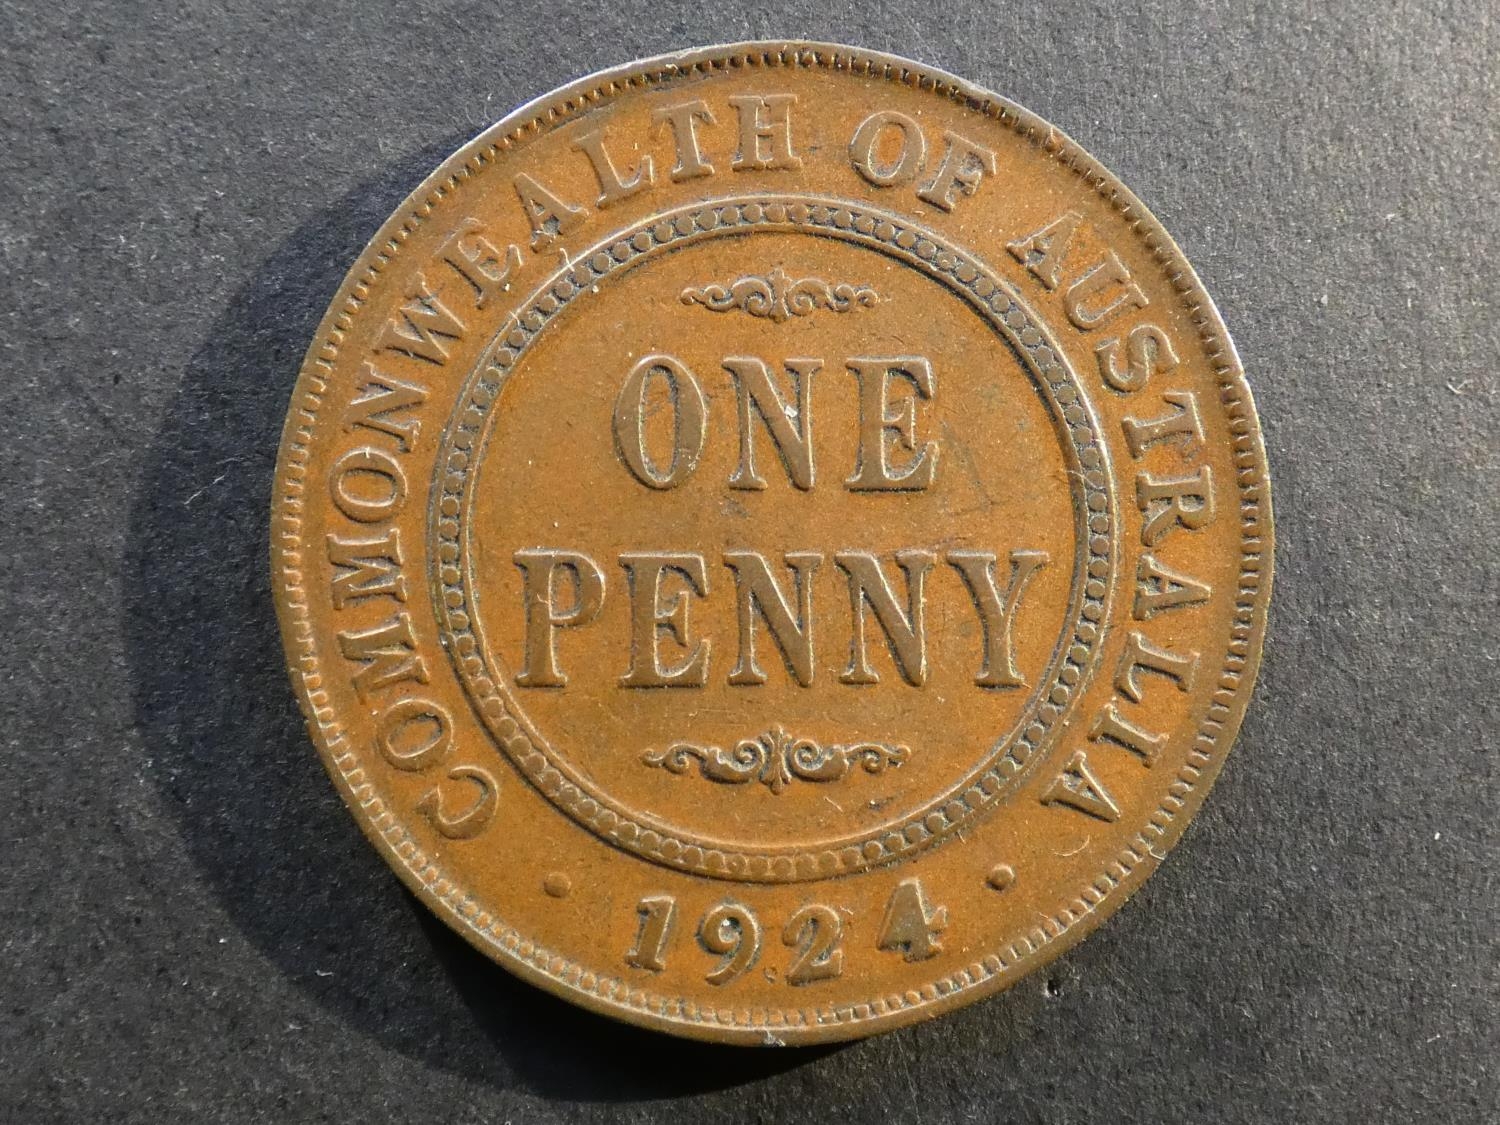 COMMONWEALTH OF AUSTRALIA
ONE
PENNY
· 1924 ·